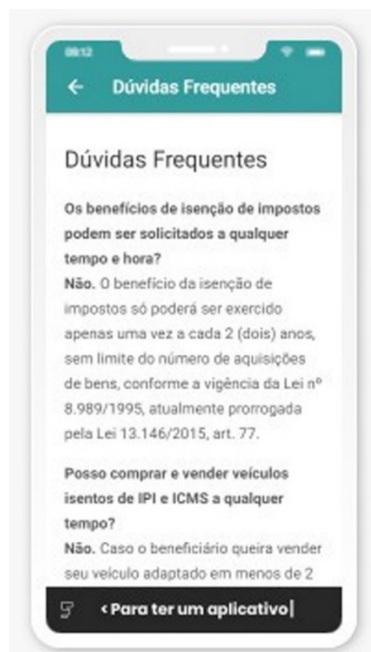 09:12
Dúvidas Frequentes
Dúvidas Frequentes
Os benefícios de isenção de impostos
podem ser solicitados a qualquer
tempo e hora?
Não. O benefício da isenção de
impostos só poderá ser exercido
apenas uma vez a cada 2 (dois) anos,
sem limite do número de aquisições
de bens, conforme a vigência da Lei nº
8.989/1995, atualmente prorrogada
pela Lei 13.146/2015, art. 77.
Posso comprar e vender veículos
isentos de IPI e ICMS a qualquer
tempo?
Não. Caso o beneficiário queira vender
seu veículo adaptado em menos de 2
< Para ter um aplicativo|